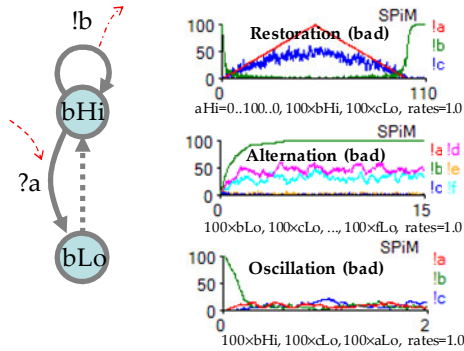 !b
bHi
?a
bLo
SPiM
100
50
0
Restoration (bad)
!a
!b
!c
0
110
aHi=0..100..0, 100×bHi, 100×cLo, rates=1.0
SPiM
100
50
0
Alternation (bad)
!a !d
!b !e
!c !f
0
15
100×bLo, 100×cLo, ..., 100×fLo, rates=1.0
SPiM
100
50
0
Oscillation (bad)
!a
!b
!c
0
2
100×bHi, 100×cLo, 100×aLo, rates=1.0